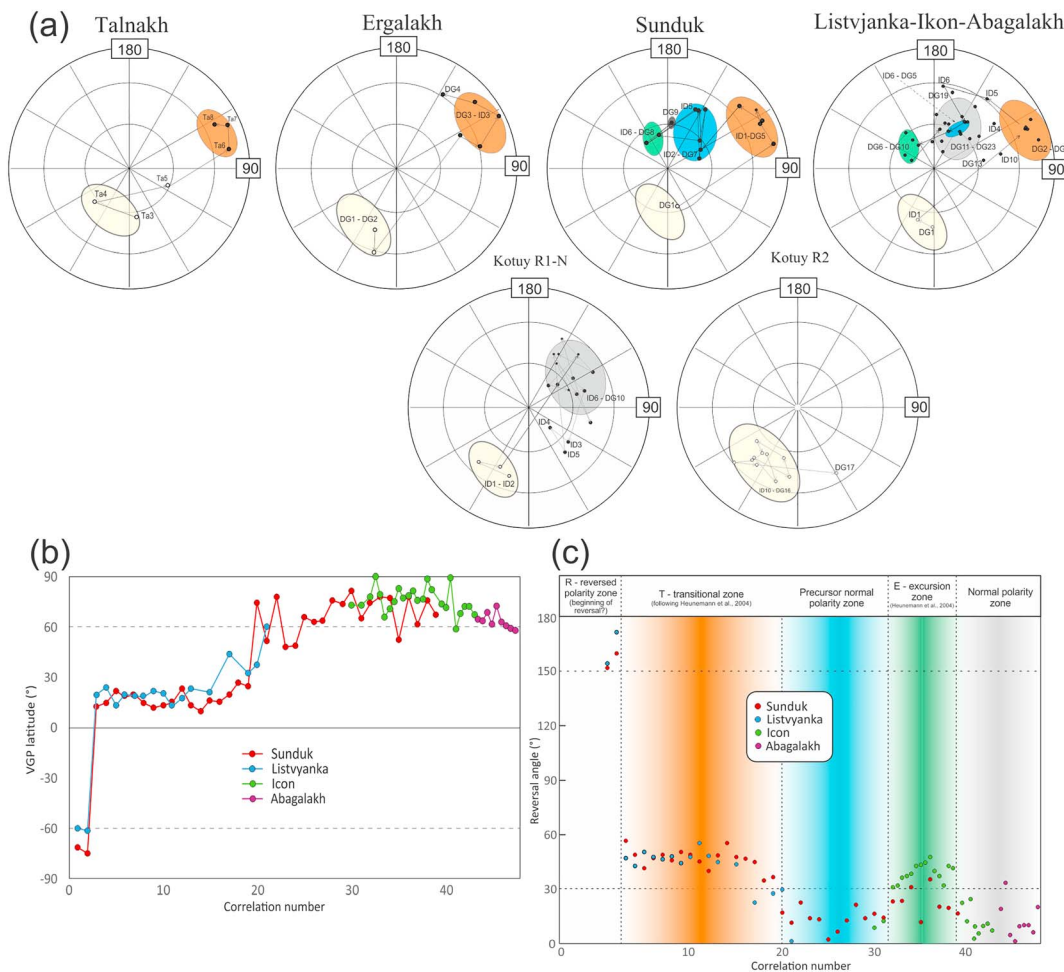 (a)
Talnakh
Ergalakh
Sunduk
Listvjanka-Ikon-Abagalakh
180
180
180
180
90
90
90
90
Ta8
Ta7
Ta6
Ta5
Ta4
Ta3
DG4
DG3 - ID3
DG1 - DG2
ID8
DG9
ID6 - DG8
ID2 - DG7
ID1-DG5
DG1
ID6 - DG5
ID6
DG19
ID5
ID4
DG6 - DG10
DG11 - DG23
ID10
DG13
ID1
DG1
Kotuy R1-N
Kotuy R2
180
180
90
90
ID6 - DG10
ID4
ID3
ID5
ID1 - ID2
DG17
ID10 - DG16
(b)
90
60
30
0
-30
-60
-90
VGP latitude (°)
0
10
20
30
40
Correlation number
Sunduk
Listvyanka
Icon
Abagalakh
(c)
R - reversed
polarity zone
(beginning of
reversal?)
T - transitional zone
(following Heunemann et al., 2004)
Precursor normal
polarity zone
E - excursion
zone
(Heunemann et al., 2004)
Normal polarity
zone
180
150
120
90
60
30
0
Reversal angle (°)
Sunduk
Listvyanka
Icon
Abagalakh
0
10
20
30
40
Correlation number